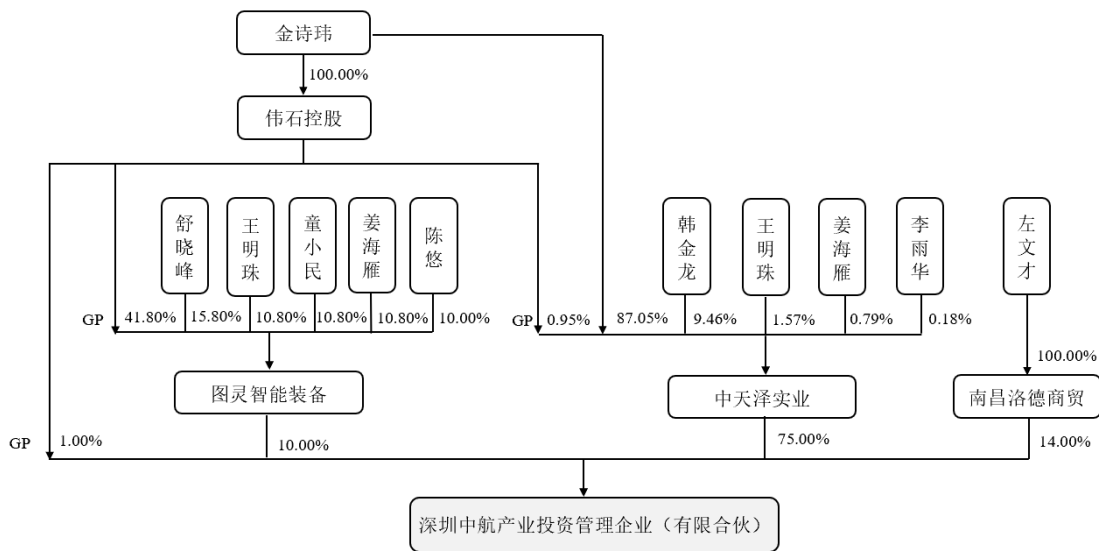 金诗玮
100.00%
伟石控股
舒晓峰
王明珠
童小民
姜海雁
陈悠
韩金龙
王明珠
姜海雁
李雨华
左文才
GP
41.80%
15.80%
10.80%
10.80%
10.80%
10.00%
GP
0.95%
87.05%
9.46%
1.57%
0.79%
0.18%
100.00%
图灵智能装备
中天泽实业
南昌洛德商贸
GP
1.00%
10.00%
75.00%
14.00%
深圳中航产业投资管理企业（有限合伙）